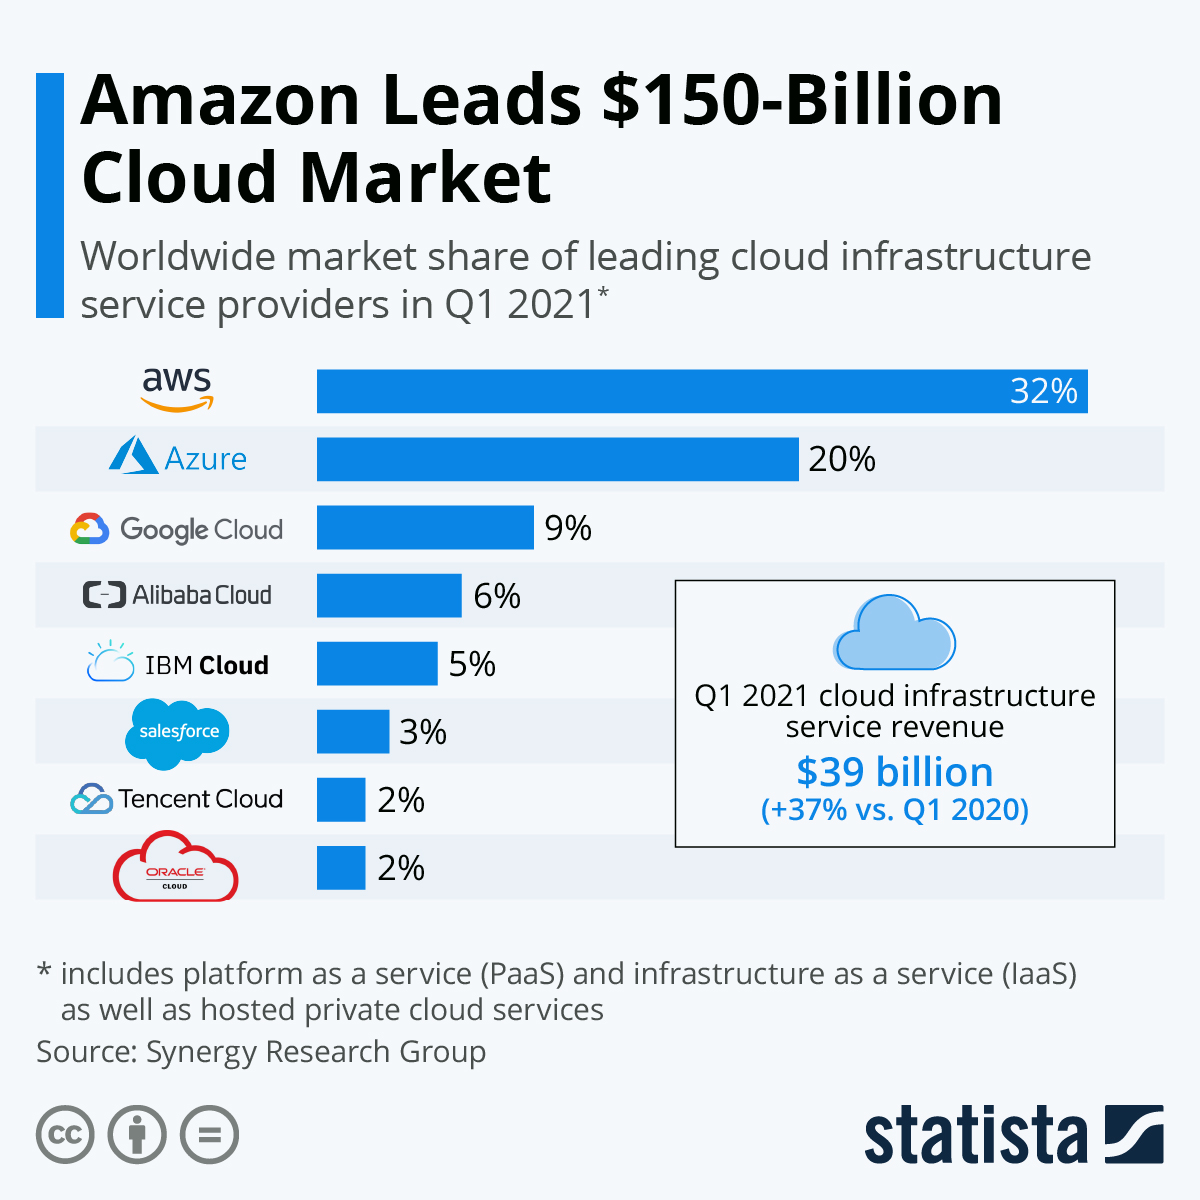 Amazon Leads $150-Billion
Cloud Market
Worldwide market share of leading cloud infrastructure
service providers in Q1 2021*
aws
32%
Azure
20%
Google Cloud
9%
Alibaba Cloud
6%
IBM Cloud
5%
salesforce
3%
Tencent Cloud
2%
ORACLE
CLOUD
2%
Q1 2021 cloud infrastructure
service revenue
$39 billion
(+37% vs. Q1 2020)
* includes platform as a service (PaaS) and infrastructure as a service (IaaS)
as well as hosted private cloud services
Source: Synergy Research Group
cc
statista